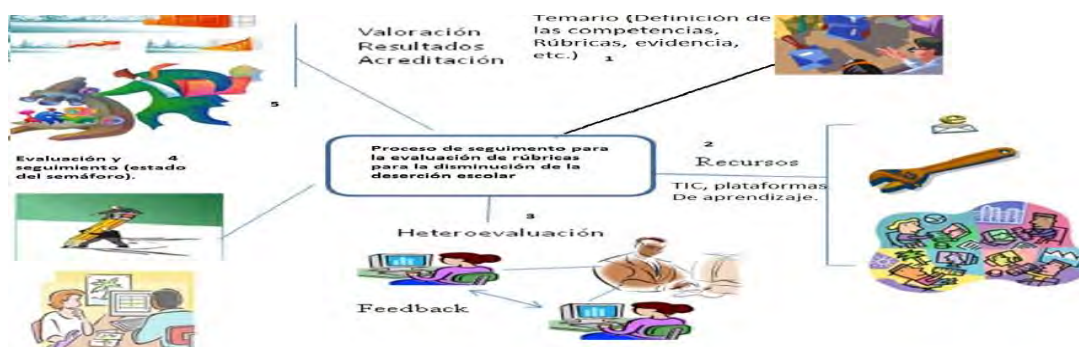 Temario (Definición de
las competencias,
Rúbricas, evidencia,
etc.)
1
Valoración
Resultados
Acreditación
5
Proceso de seguimento para
la evaluación de rúbricas
para la disminución de la
deserción escolar
2
Recursos
TIC, plataformas
De aprendizaje.
Evaluación y 4
seguimiento (estado
del semáforo).
3
Heteroevaluación
Feedback